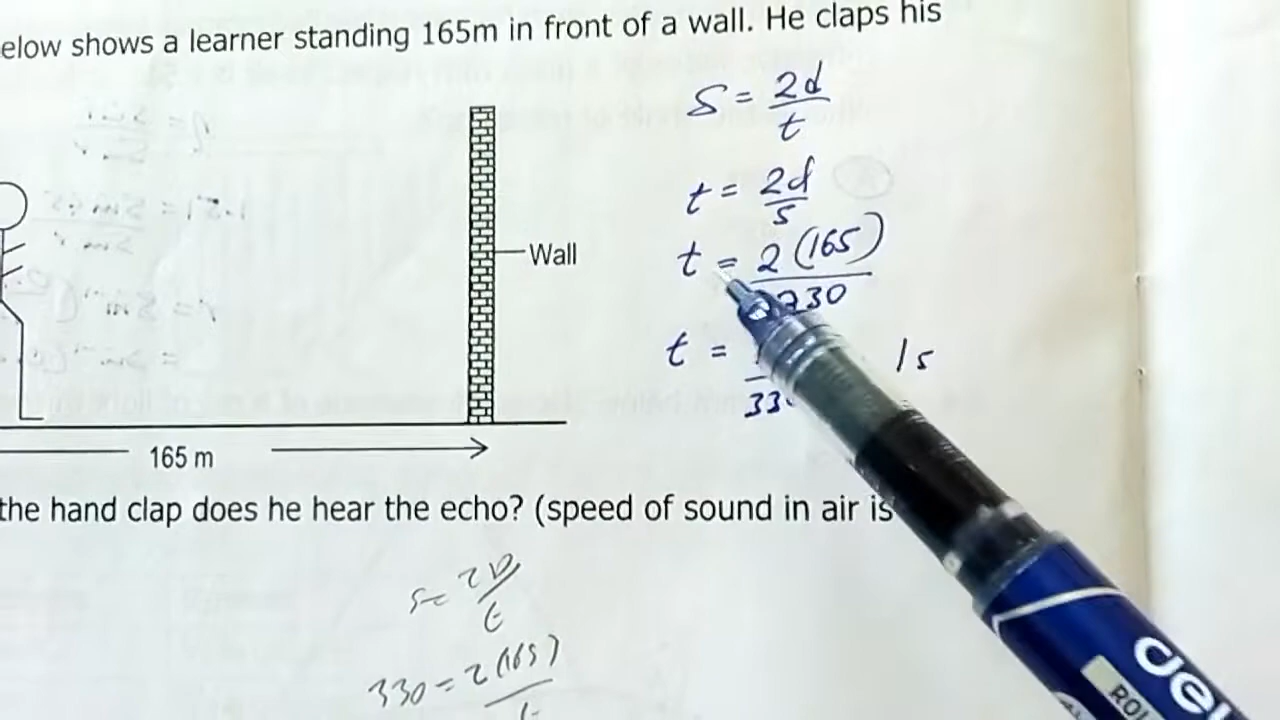 elow shows a learner standing 165m in front of a wall. He claps his
S = 2d/t
t = 2d/s
t = 2(165)/330
t = 330
1s
Wall
165 m
the hand clap does he hear the echo? (speed of sound in air is
s = 2d/t
330 = 2(165)/t
deli
ROL